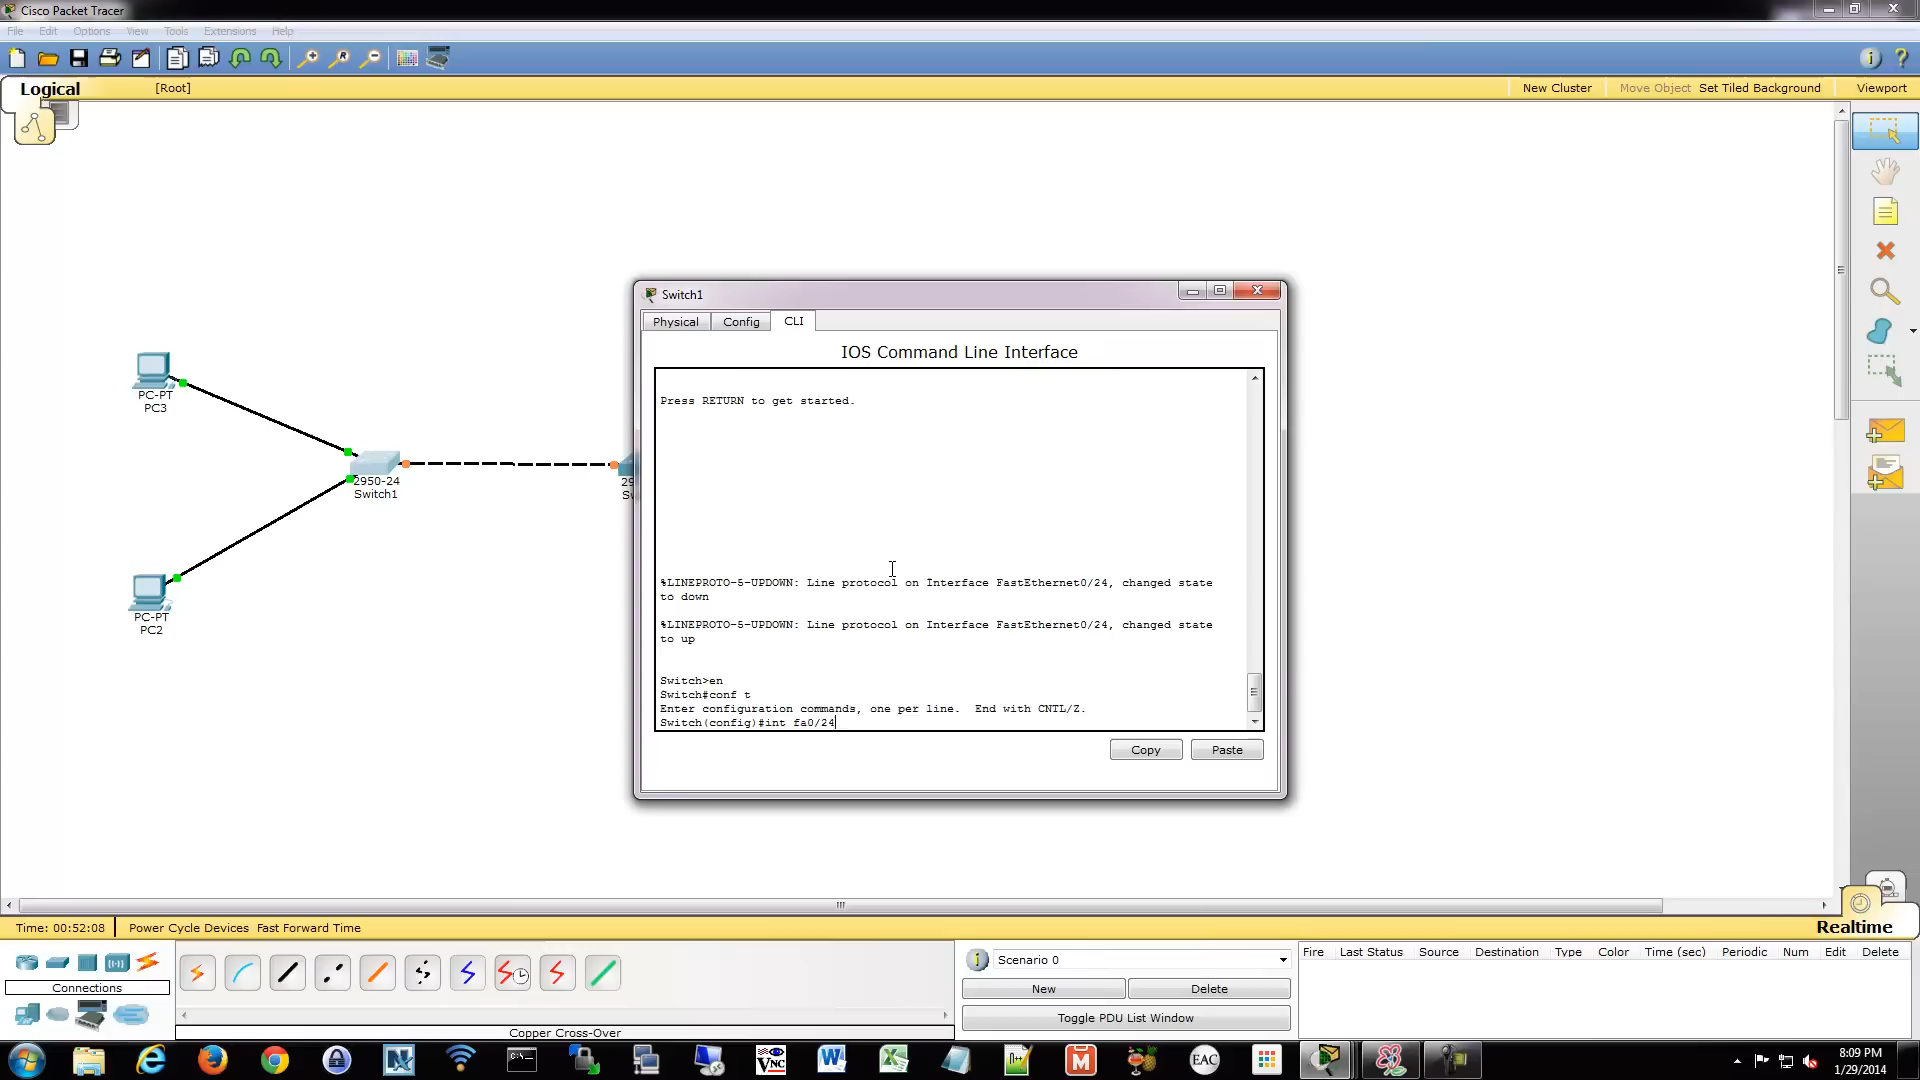 Cisco Packet Tracer
File Edit Options View Tools Extensions Help
Logical [Root] New Cluster Move Object Set Tiled Background Viewport
Switch1
Physical Config CLI
IOS Command Line Interface
Press RETURN to get started.
%LINEPROTO-5-UPDOWN: Line protocol on Interface FastEthernet0/24, changed state
to down
%LINEPROTO-5-UPDOWN: Line protocol on Interface FastEthernet0/24, changed state
to up
Switch>en
Switch#conf t
Enter configuration commands, one per line.  End with CNTL/Z.
Switch(config)#int fa0/24
Copy Paste
PC-PT
PC3
2950-24
Switch1
29
Sw
PC-PT
PC2
Time: 00:52:08 Power Cycle Devices Fast Forward Time Realtime
Connections
Copper Cross-Over
Scenario 0
New Delete
Toggle PDU List Window
Fire Last Status Source Destination Type Color Time (sec) Periodic Num Edit Delete
EAC
8:09 PM
1/29/2014